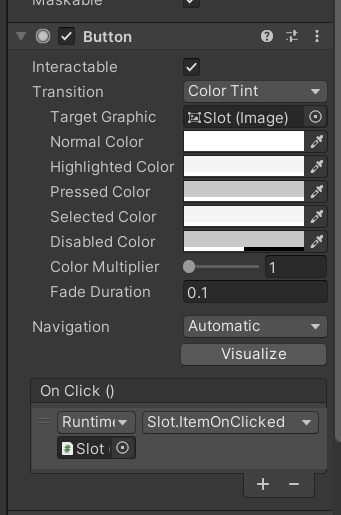 Maskable
Button
Interactable
Transition Color Tint
Target Graphic Slot (Image)
Normal Color
Highlighted Color
Pressed Color
Selected Color
Disabled Color
Color Multiplier 1
Fade Duration 0.1
Navigation Automatic
Visualize
On Click ()
Runtime Slot.ItemOnClicked
Slot